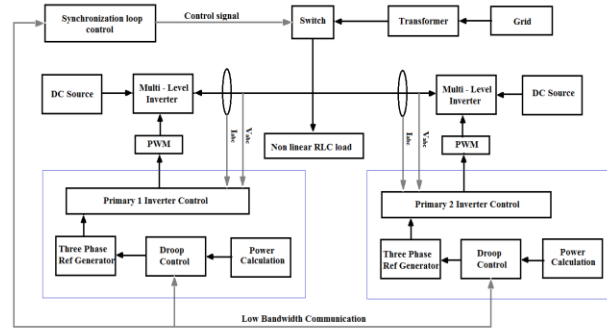 Synchronization loop
control
Control signal
Switch
Transformer
Grid
DC Source
Multi - Level
Inverter
Multi - Level
Inverter
DC Source
PWM
Iabc
Vabc
Non linear RLC load
Iabc
Vabc
PWM
Primary 1 Inverter Control
Primary 2 Inverter Control
Three Phase
Ref Generator
Droop
Control
Power
Calculation
Three Phase
Ref Generator
Droop
Control
Power
Calculation
Low Bandwidth Communication